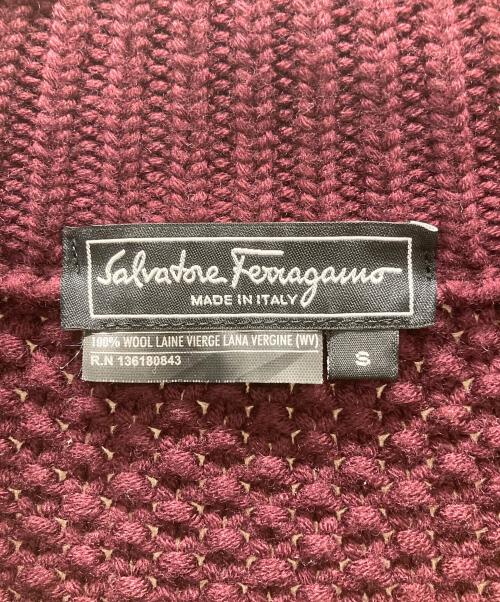 Salvatore Ferragamo
MADE IN ITALY
100% WOOL LAINE VIERGE LANA VERGINE (WV)
R.N 136180843
S